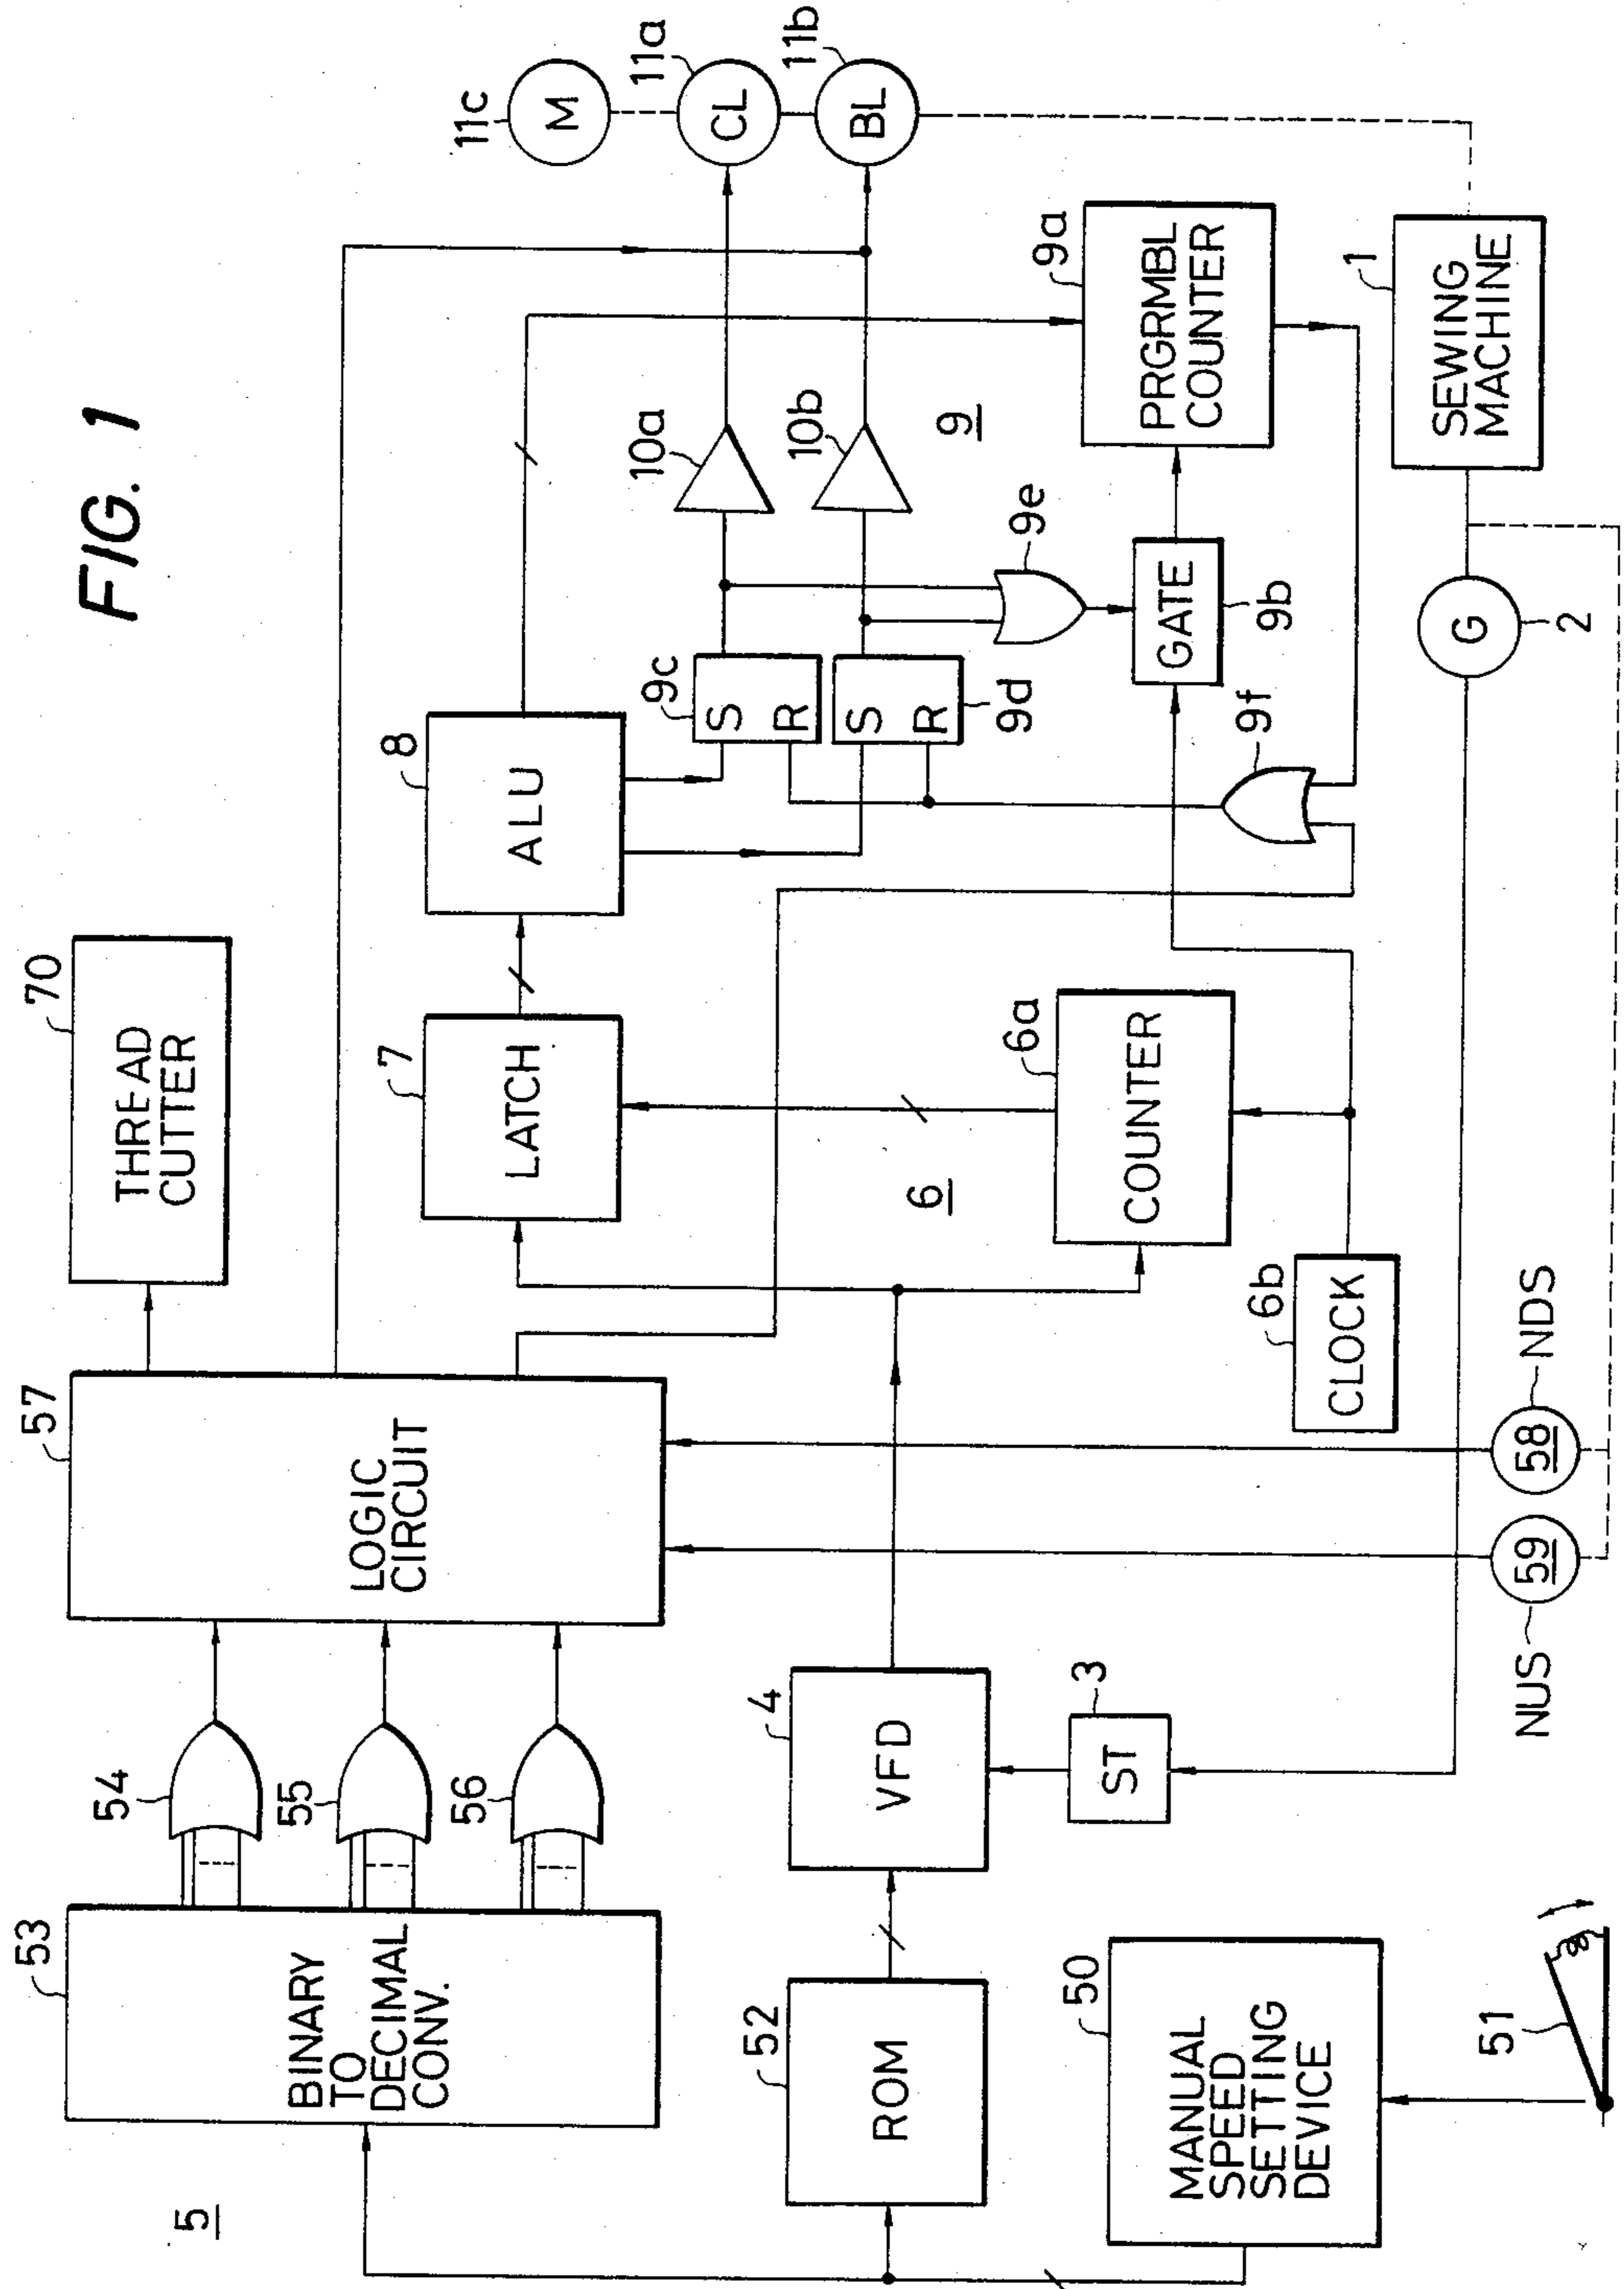 FIG. 1
5
53
BINARY
TO
DECIMAL
CONV.
54
55
56
57
LOGIC
CIRCUIT
70
THREAD
CUTTER
52
ROM
4
VFD
3
ST
50
MANUAL
SPEED
SETTING
DEVICE
51
NUS
59
58
NDS
7
LATCH
6
6a
COUNTER
6b
CLOCK
8
ALU
9c
S
R
S
R
9d
9e
9f
GATE
9b
9
9a
PRGRMBL
COUNTER
10a
10b
11c
M
11a
CL
11b
BL
1
SEWING
MACHINE
G
2